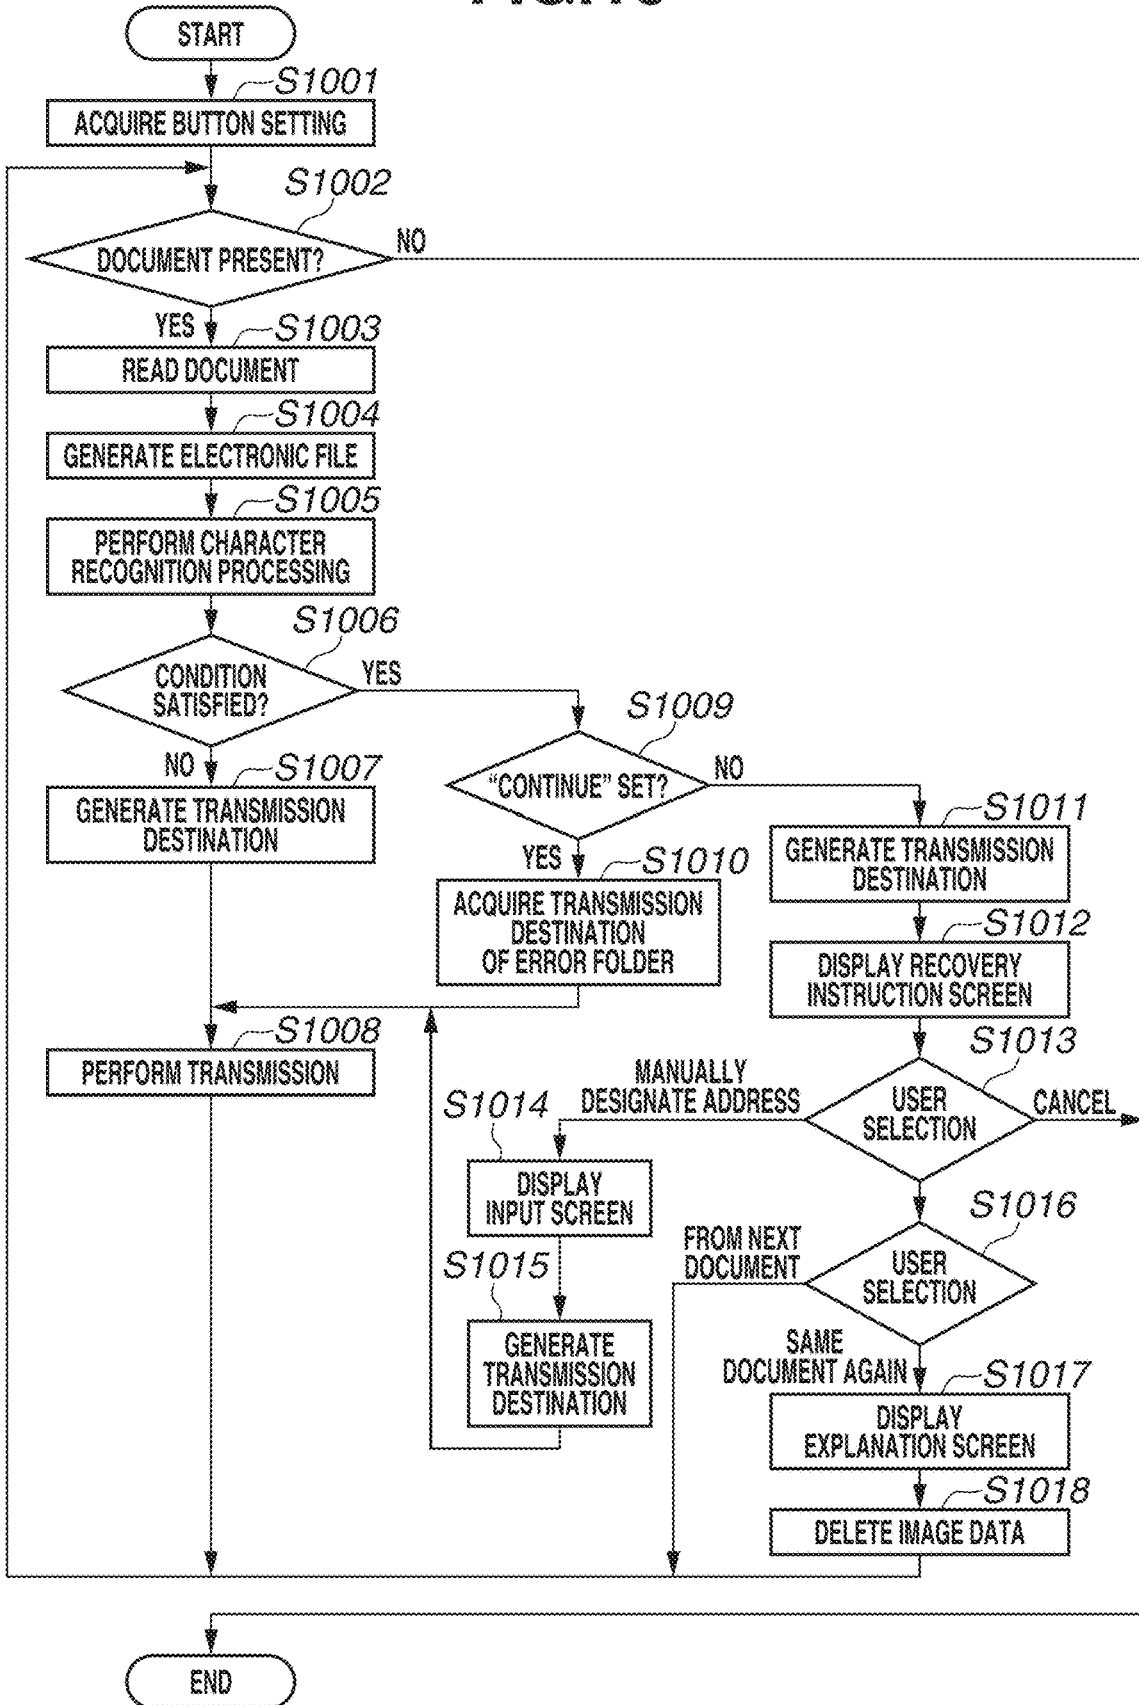 START
S1001
ACQUIRE BUTTON SETTING
S1002
DOCUMENT PRESENT?
NO
YES
S1003
READ DOCUMENT
S1004
GENERATE ELECTRONIC FILE
S1005
PERFORM CHARACTER
RECOGNITION PROCESSING
S1006
CONDITION
SATISFIED?
YES
NO
S1007
GENERATE TRANSMISSION
DESTINATION
S1009
“CONTINUE” SET?
NO
YES
S1010
ACQUIRE TRANSMISSION
DESTINATION
OF ERROR FOLDER
S1011
GENERATE TRANSMISSION
DESTINATION
S1012
DISPLAY RECOVERY
INSTRUCTION SCREEN
S1008
PERFORM TRANSMISSION
S1013
USER
SELECTION
MANUALLY
DESIGNATE ADDRESS
CANCEL
S1014
DISPLAY
INPUT SCREEN
S1015
GENERATE
TRANSMISSION
DESTINATION
S1016
USER
SELECTION
FROM NEXT
DOCUMENT
SAME
DOCUMENT AGAIN
S1017
DISPLAY
EXPLANATION SCREEN
S1018
DELETE IMAGE DATA
END